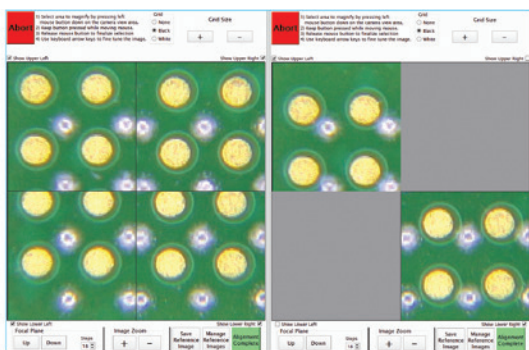 Abort
1) Select area to magnify by pressing left
mouse button down on the camera view area.
2) Keep button pressed while moving mouse.
3) Release mouse button to finalize selection
4) Use keyboard arrow keys to fine tune the image.
Grid
None
Black
White
Grid Size
+ -
Show Upper Left
Show Upper Right
Show Lower Left
Show Lower Right
Focal Plane
Up Down
Steps
Image Zoom
+ -
Save
Reference
Image
Manage
Reference
Images
Alignment
Complete
Abort
1) Select area to magnify by pressing left
mouse button down on the camera view area.
2) Keep button pressed while moving mouse.
3) Release mouse button to finalize selection
4) Use keyboard arrow keys to fine tune the image.
Grid
None
Black
White
Grid Size
+ -
Show Upper Left
Show Upper Right
Show Lower Left
Show Lower Right
Focal Plane
Up Down
Steps
Image Zoom
+ -
Save
Reference
Image
Manage
Reference
Images
Alignment
Complete